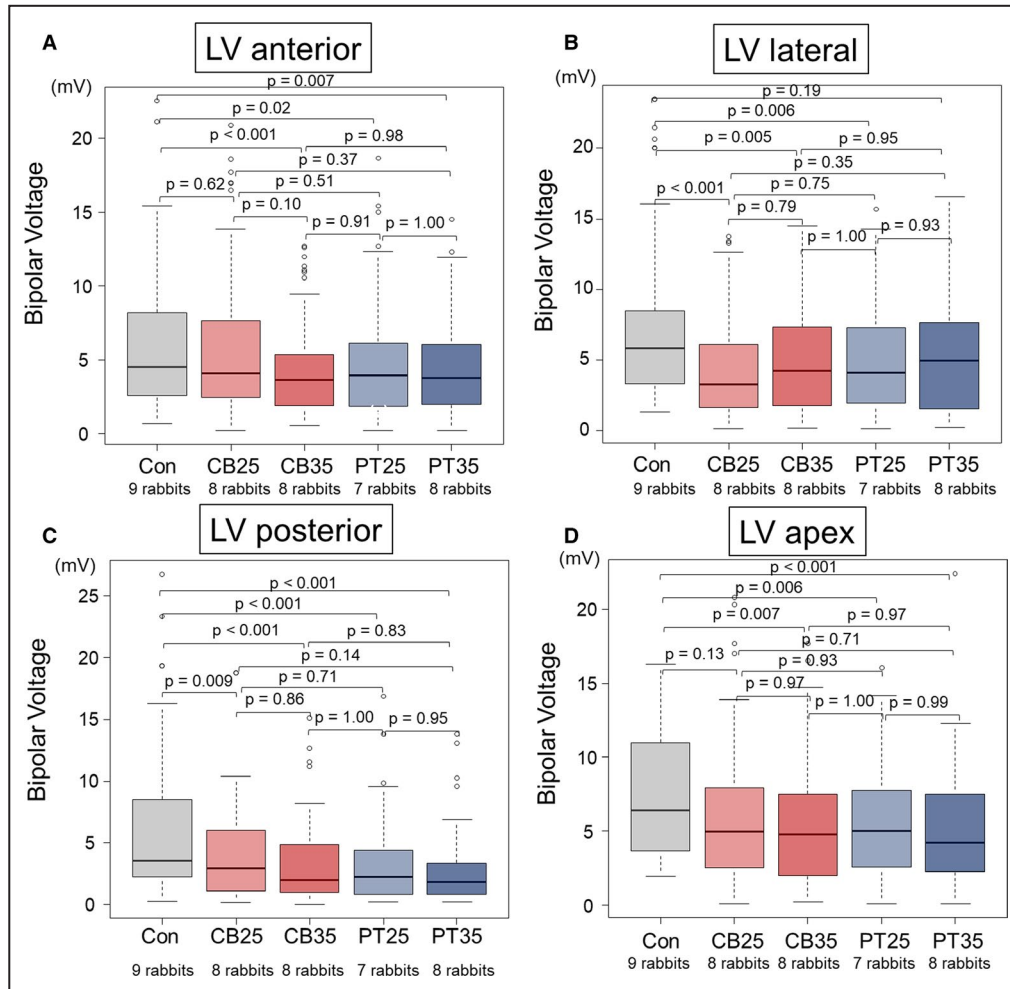 A
LV anterior
(mV)
p = 0.007
p = 0.02
p < 0.001
p = 0.98
p = 0.37
p = 0.62
p = 0.51
p = 0.10
p = 0.91
p = 1.00
Bipolar Voltage
20
15
10
5
0
Con
CB25
CB35
PT25
PT35
9 rabbits
8 rabbits
8 rabbits
7 rabbits
8 rabbits
B
LV lateral
(mV)
p = 0.19
p = 0.006
p = 0.005
p = 0.95
p = 0.35
p < 0.001
p = 0.75
p = 0.79
p = 1.00
p = 0.93
Bipolar Voltage
20
15
10
5
0
Con
CB25
CB35
PT25
PT35
9 rabbits
8 rabbits
8 rabbits
7 rabbits
8 rabbits
C
LV posterior
(mV)
p < 0.001
p < 0.001
p < 0.001
p = 0.83
p = 0.14
p = 0.009
p = 0.71
p = 0.86
p = 1.00
p = 0.95
Bipolar Voltage
25
20
15
10
5
0
Con
CB25
CB35
PT25
PT35
9 rabbits
8 rabbits
8 rabbits
7 rabbits
8 rabbits
D
LV apex
(mV)
p < 0.001
p = 0.006
p = 0.007
p = 0.97
p = 0.71
p = 0.13
p = 0.93
p = 0.97
p = 1.00
p = 0.99
Bipolar Voltage
20
15
10
5
0
Con
CB25
CB35
PT25
PT35
9 rabbits
8 rabbits
8 rabbits
7 rabbits
8 rabbits